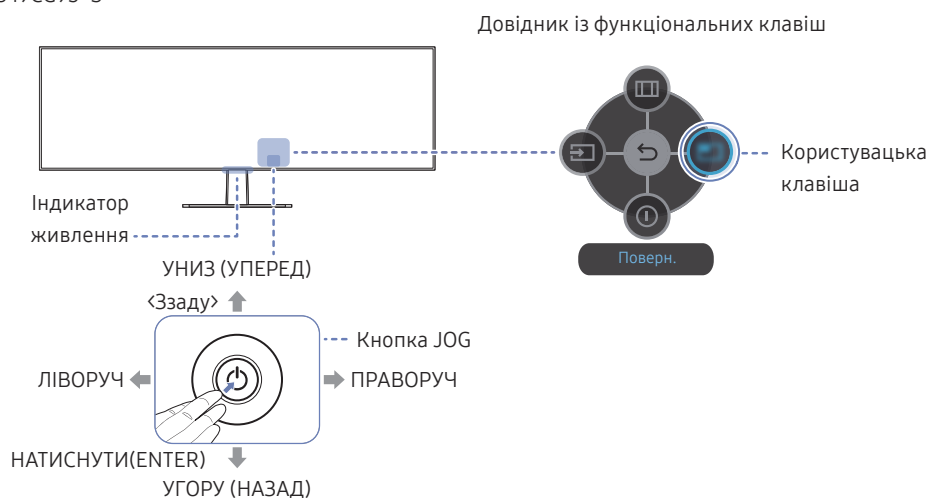 Довідник із функціональних клавіш
Користувацька
клавіша
Індикатор
живлення
Поверн.
УНИЗ (УПЕРЕД)
<Ззаду>
Кнопка JOG
ЛІВОРУЧ
ПРАВОРУЧ
НАТИСНУТИ(ENTER)
УГОРУ (НАЗАД)